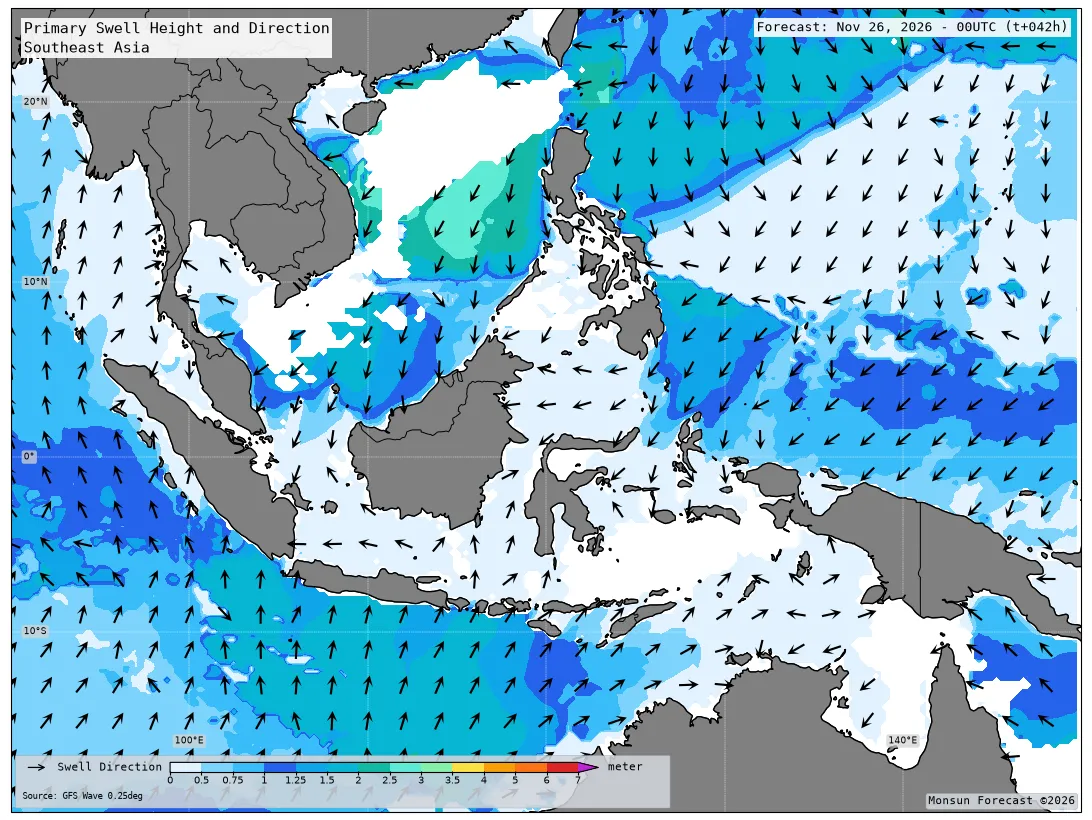 Primary Swell Height and Direction
Southeast Asia
Forecast: Nov 26, 2026 - 00UTC (t+042h)
20°N
10°N
0°
10°S
100°E
140°E
Swell Direction
0 0.5 0.75 1 1.25 1.5 2 2.5 3 3.5 4 5 6 7
meter
Source: GFS Wave 0.25deg
Monsun Forecast ©2026